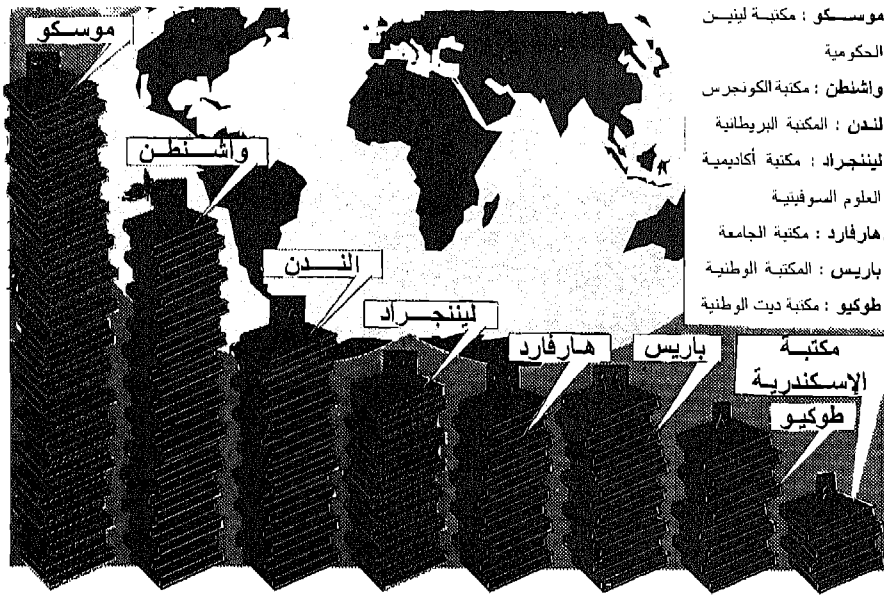 موسكو : مكتبة لينين
الحكومية
واشنطن : مكتبة الكونجرس
لندن : المكتبة البريطانية
ليننجراد : مكتبة أكاديمية
العلوم السوفيتية
هارفارد : مكتبة الجامعة
باريس : المكتبة الوطنية
طوكيو : مكتبة ديت الوطنية
موسكو
واشنطن
النـدن
ليننجراد
هارفارد
باريس
مكتبة
الإسكندرية
طوكيو